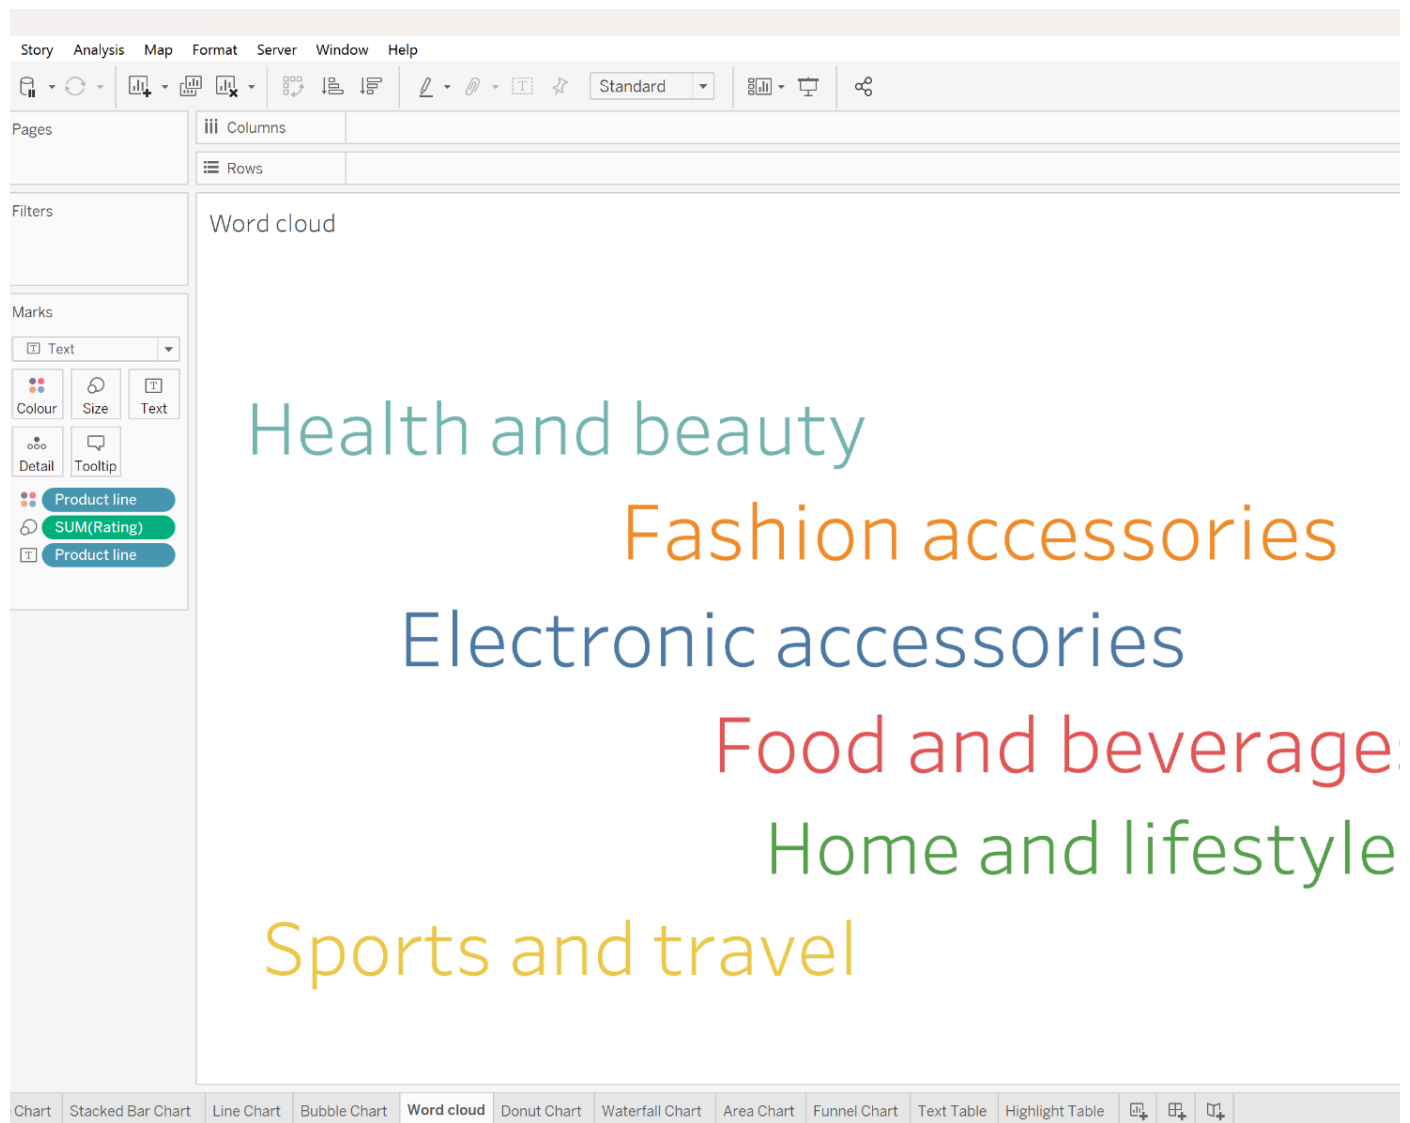 Story Analysis Map Format Server Window Help
Standard
Pages
Columns
Rows
Filters
Word cloud
Marks
Text
Colour Size Text
Detail Tooltip
Product line
SUM(Rating)
Product line
Health and beauty
Fashion accessories
Electronic accessories
Food and beverages
Home and lifestyle
Sports and travel
Chart Stacked Bar Chart Line Chart Bubble Chart Word cloud Donut Chart Waterfall Chart Area Chart Funnel Chart Text Table Highlight Table